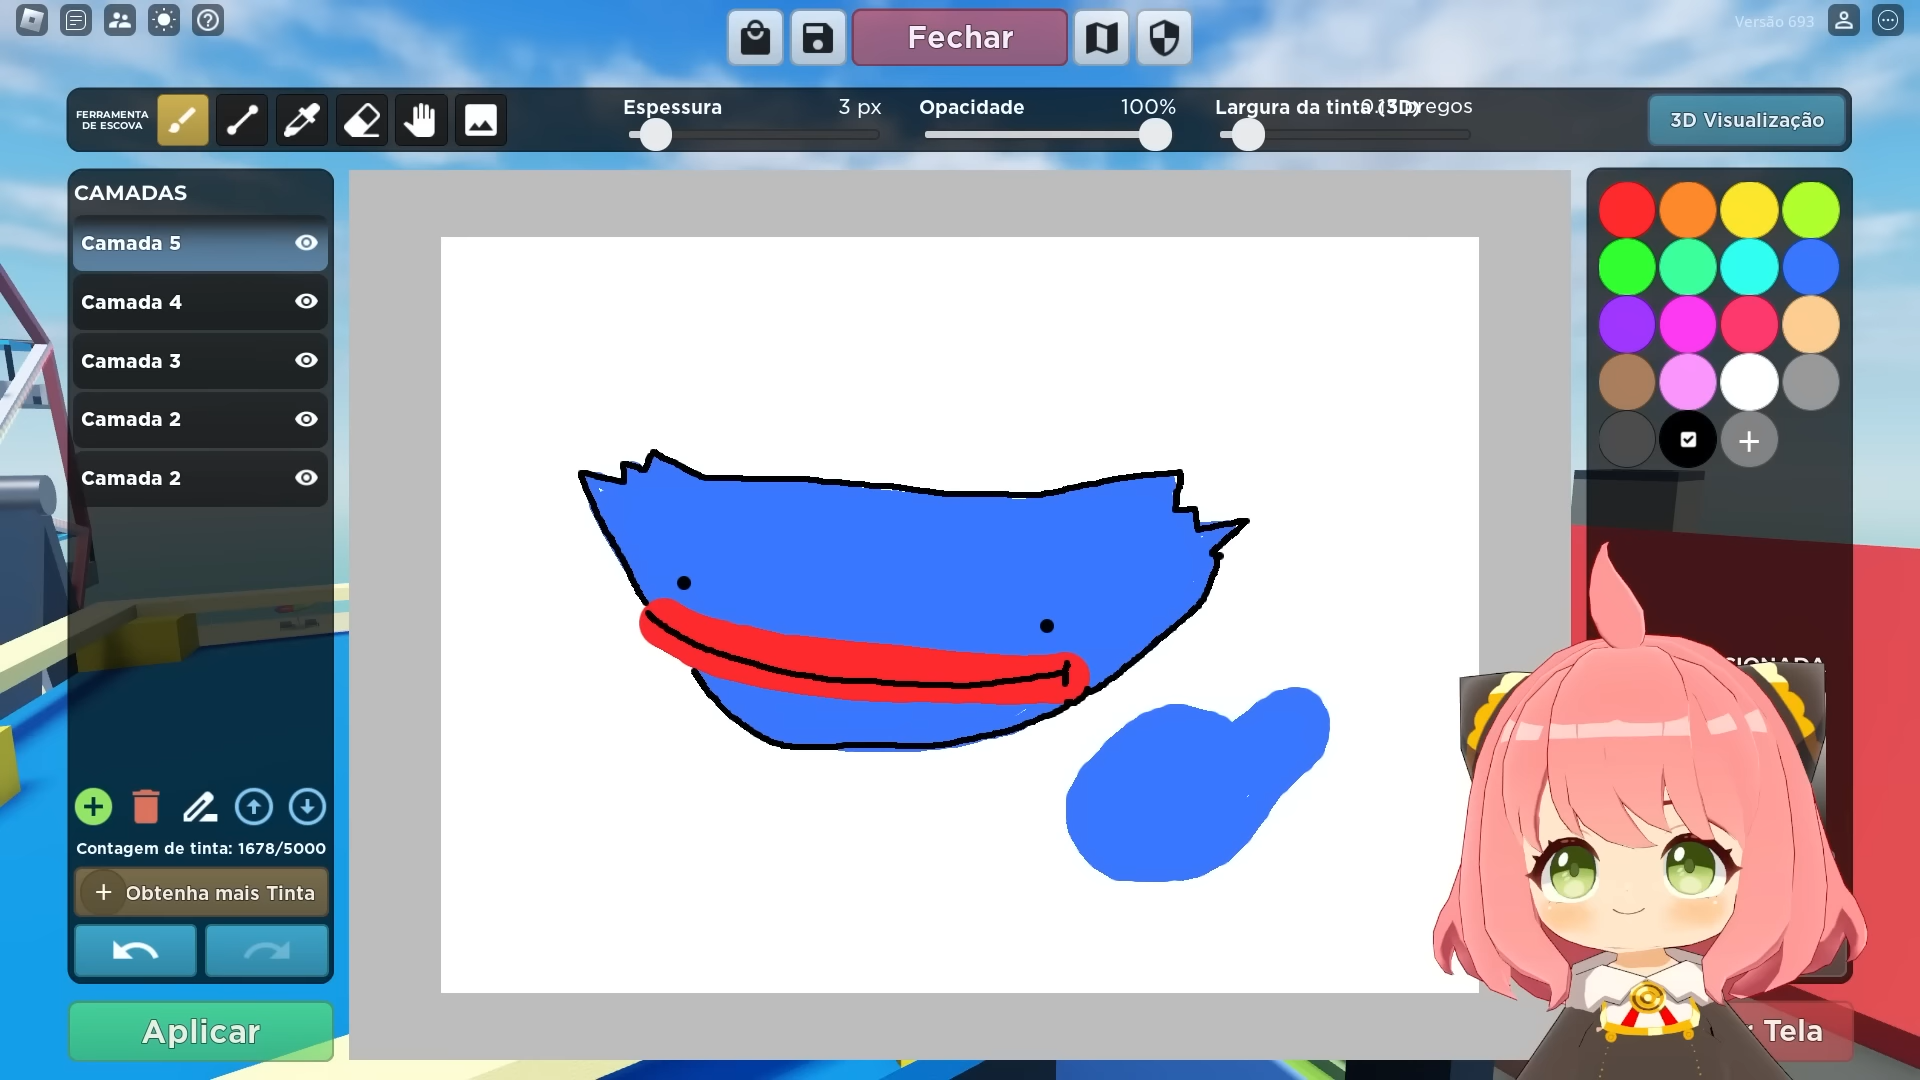 Fechar
Versão 693
FERRAMENTA
DE ESCOVA
Espessura
3 px
Opacidade
100%
Largura da tinta (3D)
3D Visualização
CAMADAS
Camada 5
Camada 4
Camada 3
Camada 2
Camada 2
Contagem de tinta: 1678/5000
+ Obtenha mais Tinta
Aplicar
Tela